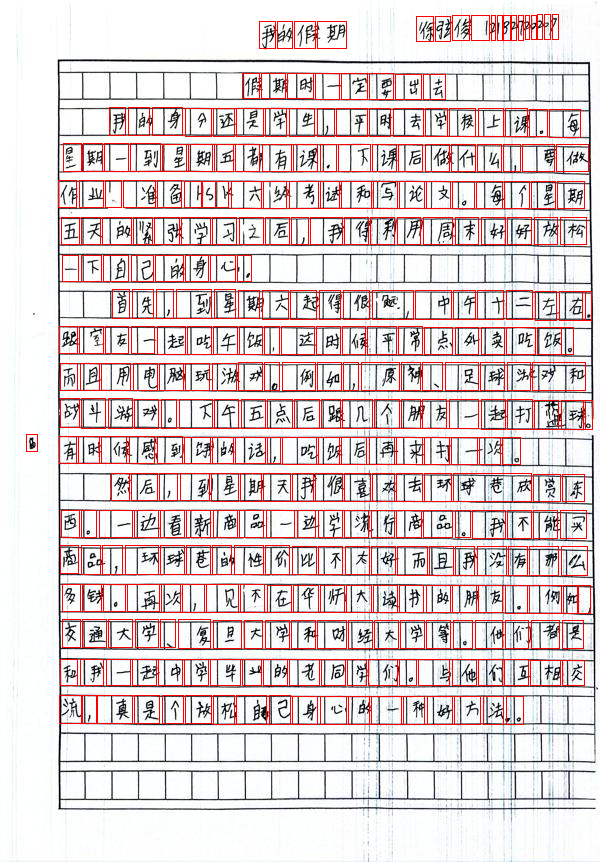 我的假期 徐弦俊 12132720207
假期时一定要出去
我的身分还是学生，平时去学校上课。每
星期一到星期五都有课。下课后做什么，要做
作业、准备HSK六级考试和写论文。每个星期
五天的紧张学习之后，我得利用周末好好放松
一下自己的身心。
首先，到星期六起得很晚，中午十二左右。
跟室友一起吃午饭，这时候平常点外卖吃饭。
而且用电脑玩游戏。例如，原神、足球游戏和
战斗游戏。下午五点后跟几个朋友一起打篮球。
有时候感到饿的话，吃饭后再来打一次。
然后，到星期天我很喜欢去环球巷欣赏东
西。一边看新商品一边学流行商品。我不能买
商品，环球巷的性价比不太好而且我没有那么
多钱。再次，见不在华师大读书的朋友。例如，
交通大学、复旦大学和财经大学等。他们都是
和我一起中学毕业的老同学们。与他们互相交
流，真是个放松自己身心的一种好方法。